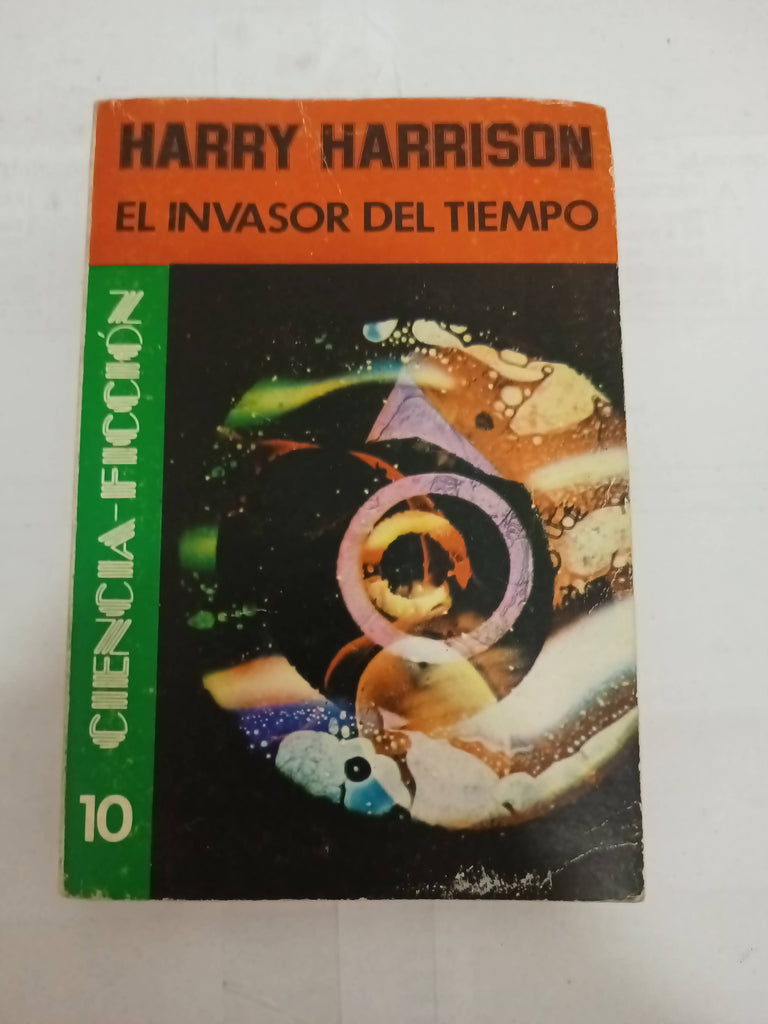 HARRY HARRISON
EL INVASOR DEL TIEMPO
CIENCIA-FICCIÓN
10